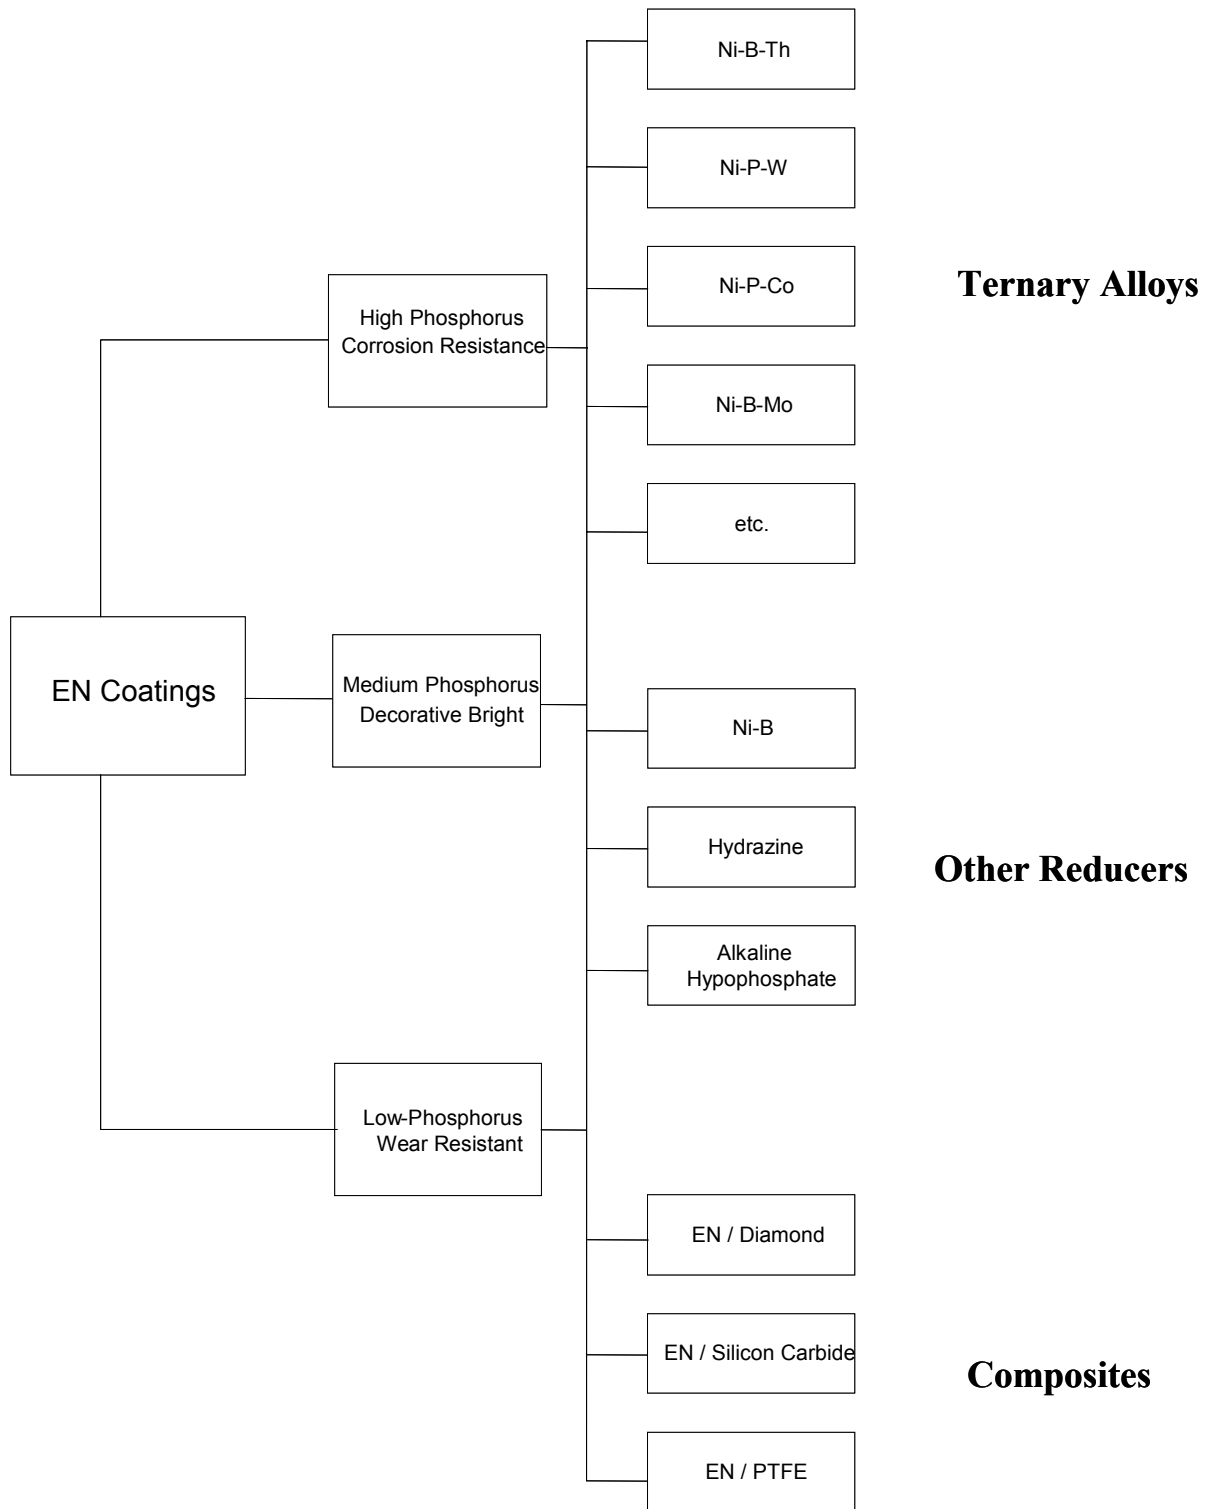 EN Coatings
High Phosphorus
Corrosion Resistance
Medium Phosphorus
Decorative Bright
Low-Phosphorus
Wear Resistant
Ni-B-Th
Ni-P-W
Ni-P-Co
Ni-B-Mo
etc.
Ternary Alloys
Ni-B
Hydrazine
Alkaline
Hypophosphate
Other Reducers
EN / Diamond
EN / Silicon Carbide
EN / PTFE
Composites